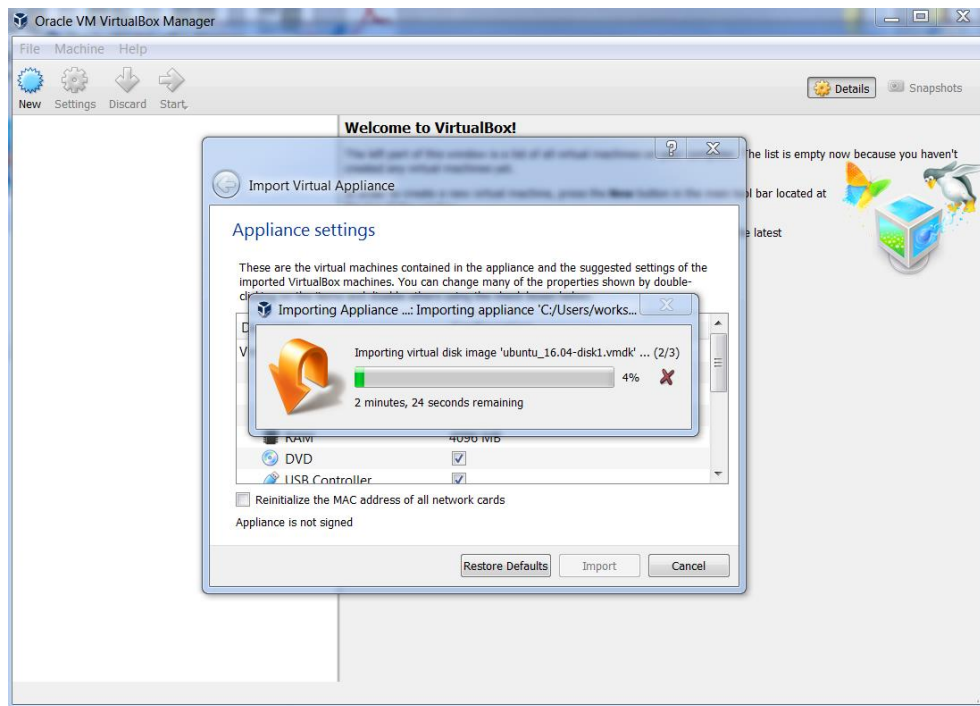 Oracle VM VirtualBox Manager
File Machine Help
New Settings Discard Start
Details Snapshots
Welcome to VirtualBox!
The list is empty now because you haven't
Import Virtual Appliance
bar located at
latest
Appliance settings
These are the virtual machines contained in the appliance and the suggested settings of the
imported VirtualBox machines. You can change many of the properties shown by double-
Importing Appliance ...: Importing appliance 'C:/Users/works...
Importing virtual disk image 'ubuntu_16.04-disk1.vmdk' ... (2/3)
4%
2 minutes, 24 seconds remaining
RAM 4096 MB
DVD
USB Controller
Reinitialize the MAC address of all network cards
Appliance is not signed
Restore Defaults Import Cancel